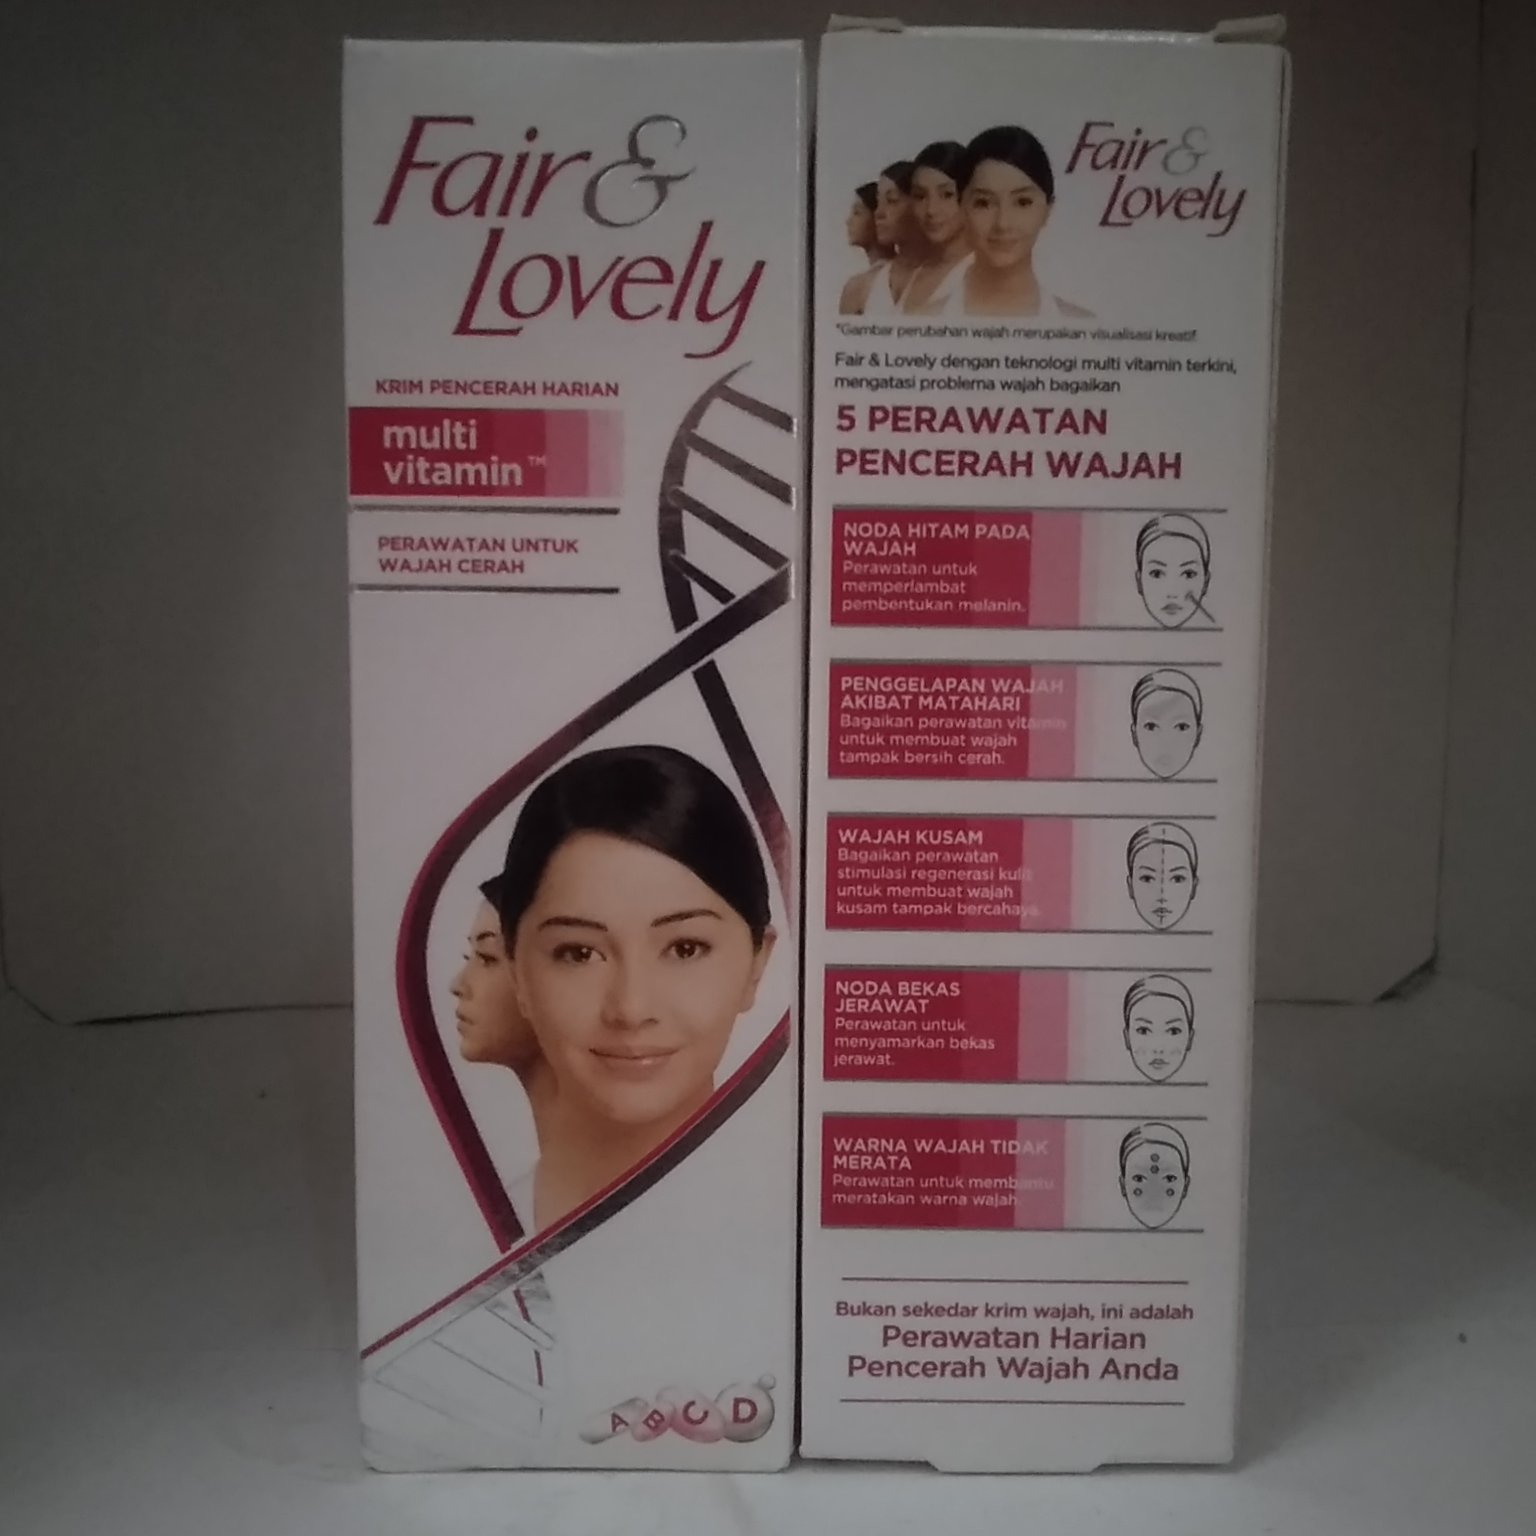 Fair &
Lovely
KRIM PENCERAH HARIAN
multi
vitamin™
PERAWATAN UNTUK
WAJAH CERAH
A B C D
Fair &
Lovely
*Gambar perubahan wajah merupakan visualisasi kreatif
Fair & Lovely dengan teknologi multi vitamin terkini,
mengatasi problema wajah bagaikan
5 PERAWATAN
PENCERAH WAJAH
NODA HITAM PADA
WAJAH
Perawatan untuk
memperlambat
pembentukan melanin.
PENGGELAPAN WAJAH
AKIBAT MATAHARI
Bagaikan perawatan vitamin
untuk membuat wajah
tampak bersih cerah.
WAJAH KUSAM
Bagaikan perawatan
stimulasi regenerasi kulit
untuk membuat wajah
kusam tampak bercahaya.
NODA BEKAS
JERAWAT
Perawatan untuk
menyamarkan bekas
jerawat.
WARNA WAJAH TIDAK
MERATA
Perawatan untuk membantu
meratakan warna wajah.
Bukan sekedar krim wajah, ini adalah
Perawatan Harian
Pencerah Wajah Anda